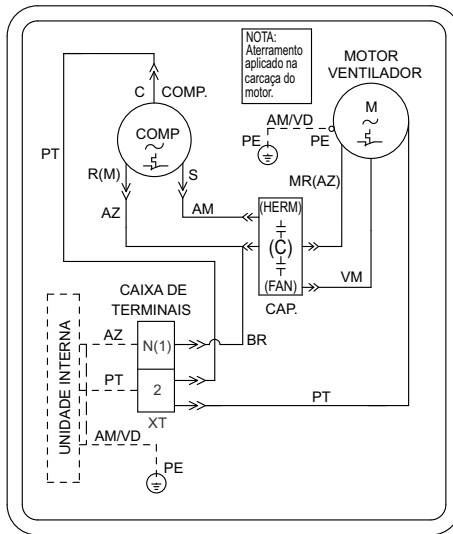 NOTA:
Aterramento
aplicado na
carcaça do
motor.
MOTOR
VENTILADOR
C COMP.
COMP
M
AM/VD
PE
PE
PT
R(M)
S
MR(AZ)
AZ
AM
(HERM)
(C)
(FAN)
VM
CAP.
CAIXA DE
TERMINAIS
AZ
N(1)
BR
PT
2
PT
XT
AM/VD
PE
UNIDADE INTERNA